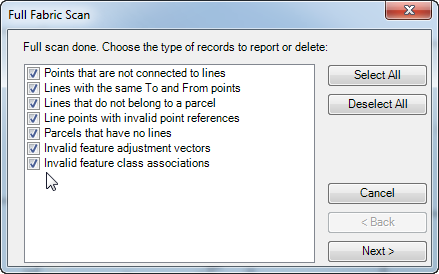 Full Fabric Scan
Full scan done. Choose the type of records to report or delete:
Points that are not connected to lines
Lines with the same To and From points
Lines that do not belong to a parcel
Line points with invalid point references
Parcels that have no lines
Invalid feature adjustment vectors
Invalid feature class associations
Select All
Deselect All
Cancel
< Back
Next >